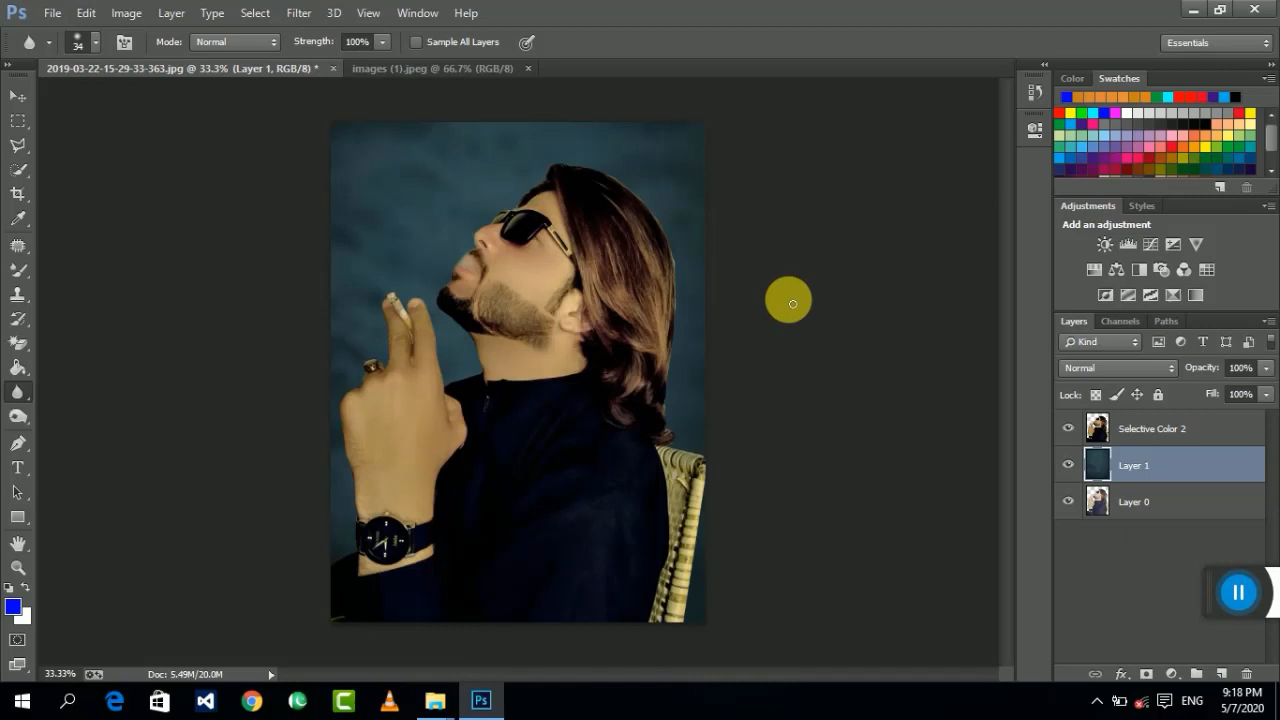 Ps File Edit Image Layer Type Select Filter 3D View Window Help
34 Mode: Normal Strength: 100% Sample All Layers Essentials
2019-03-22-15-29-33-363.jpg @ 33.3% (Layer 1, RGB/8) * × images (1).jpeg @ 66.7% (RGB/8) ×
Color Swatches
Adjustments Styles
Add an adjustment
Layers Channels Paths
Kind
Normal Opacity: 100%
Lock: Fill: 100%
Selective Color 2
Layer 1
Layer 0
33.33% Doc: 5.49M/20.0M
Ps ENG 9:18 PM
5/7/2020